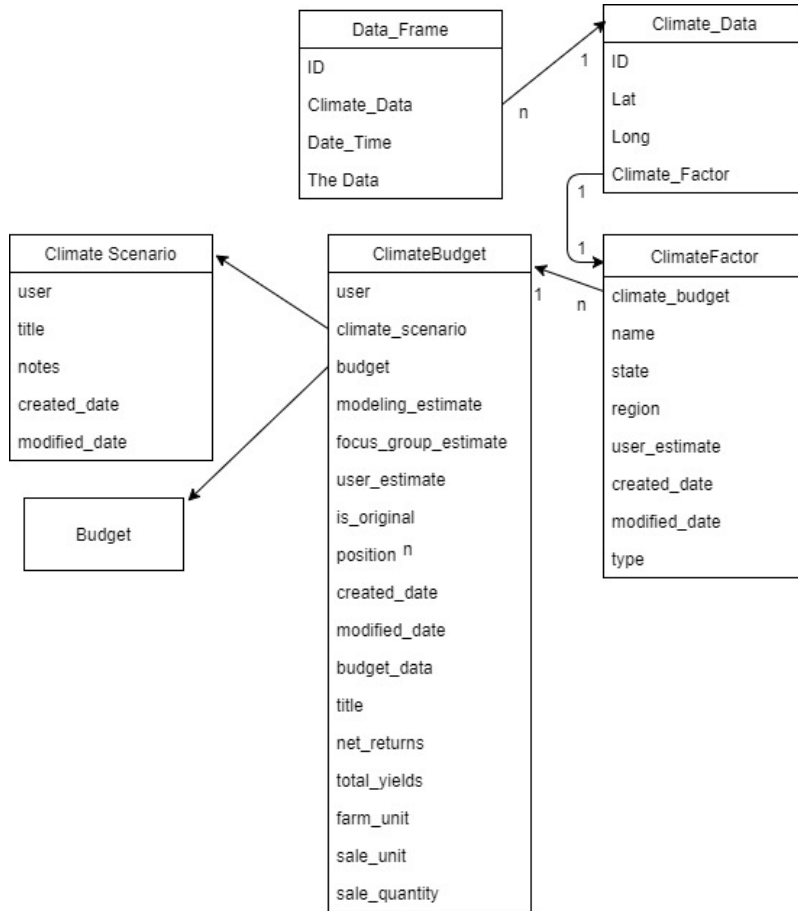 Data_Frame
ID
Climate_Data
Date_Time
The Data
n
1
Climate_Data
ID
Lat
Long
Climate_Factor
1
1
Climate Scenario
user
title
notes
created_date
modified_date
Budget
ClimateBudget
user
climate_scenario
budget
modeling_estimate
focus_group_estimate
user_estimate
is_original
position n
created_date
modified_date
budget_data
title
net_returns
total_yields
farm_unit
sale_unit
sale_quantity
1
n
ClimateFactor
climate_budget
name
state
region
user_estimate
created_date
modified_date
type